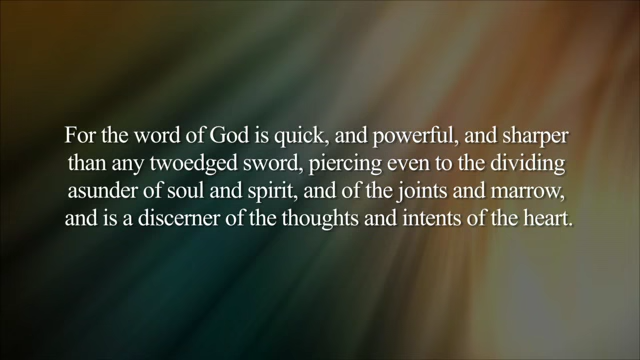 For the word of God is quick, and powerful, and sharper
than any twoedged sword, piercing even to the dividing
asunder of soul and spirit, and of the joints and marrow,
and is a discerner of the thoughts and intents of the heart.